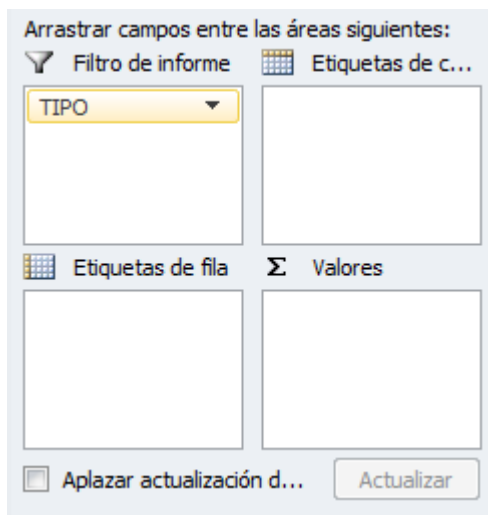 Arrastrar campos entre las áreas siguientes:
Filtro de informe
Etiquetas de c...
TIPO
Etiquetas de fila
Σ Valores
Aplazar actualización d...
Actualizar